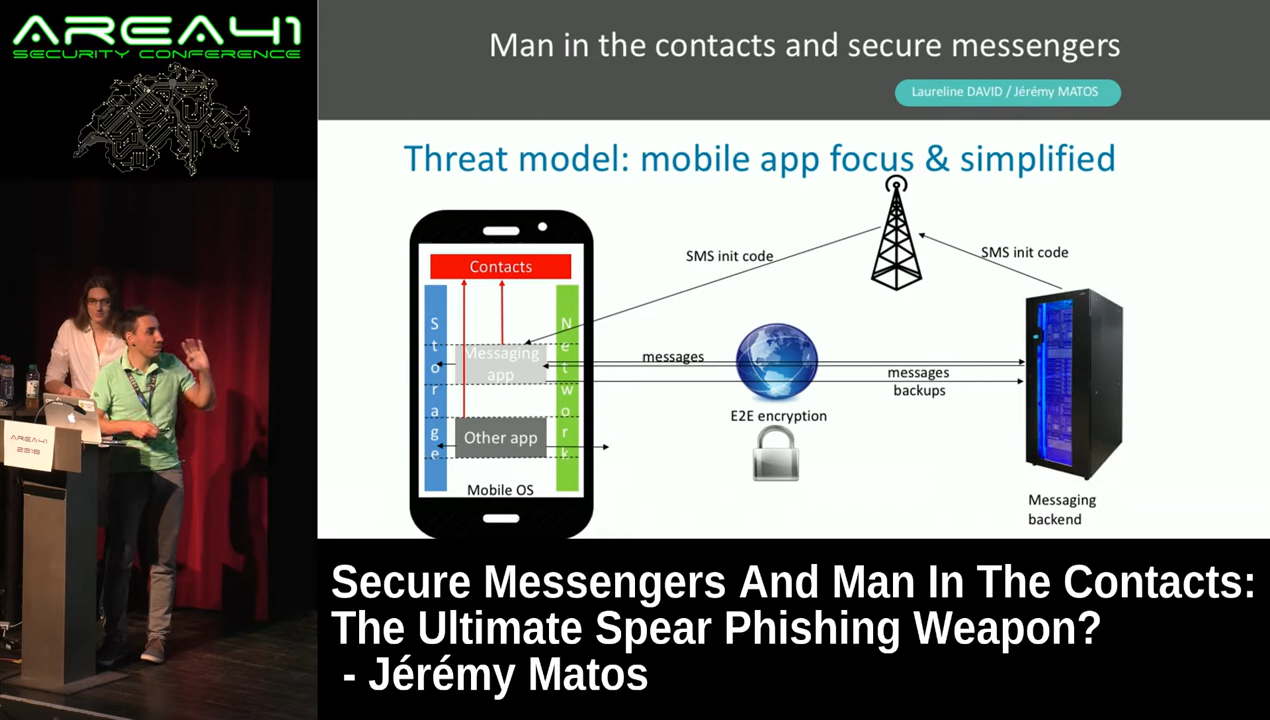 AREA41
SECURITY CONFERENCE
Man in the contacts and secure messengers
Laureline DAVID / Jérémy MATOS
Threat model: mobile app focus & simplified
SMS init code
SMS init code
Contacts
Storage
Network
Messaging
app
messages
messages
backups
E2E encryption
Other app
Mobile OS
Messaging
backend
AREA41
2018
Secure Messengers And Man In The Contacts:
The Ultimate Spear Phishing Weapon?
- Jérémy Matos